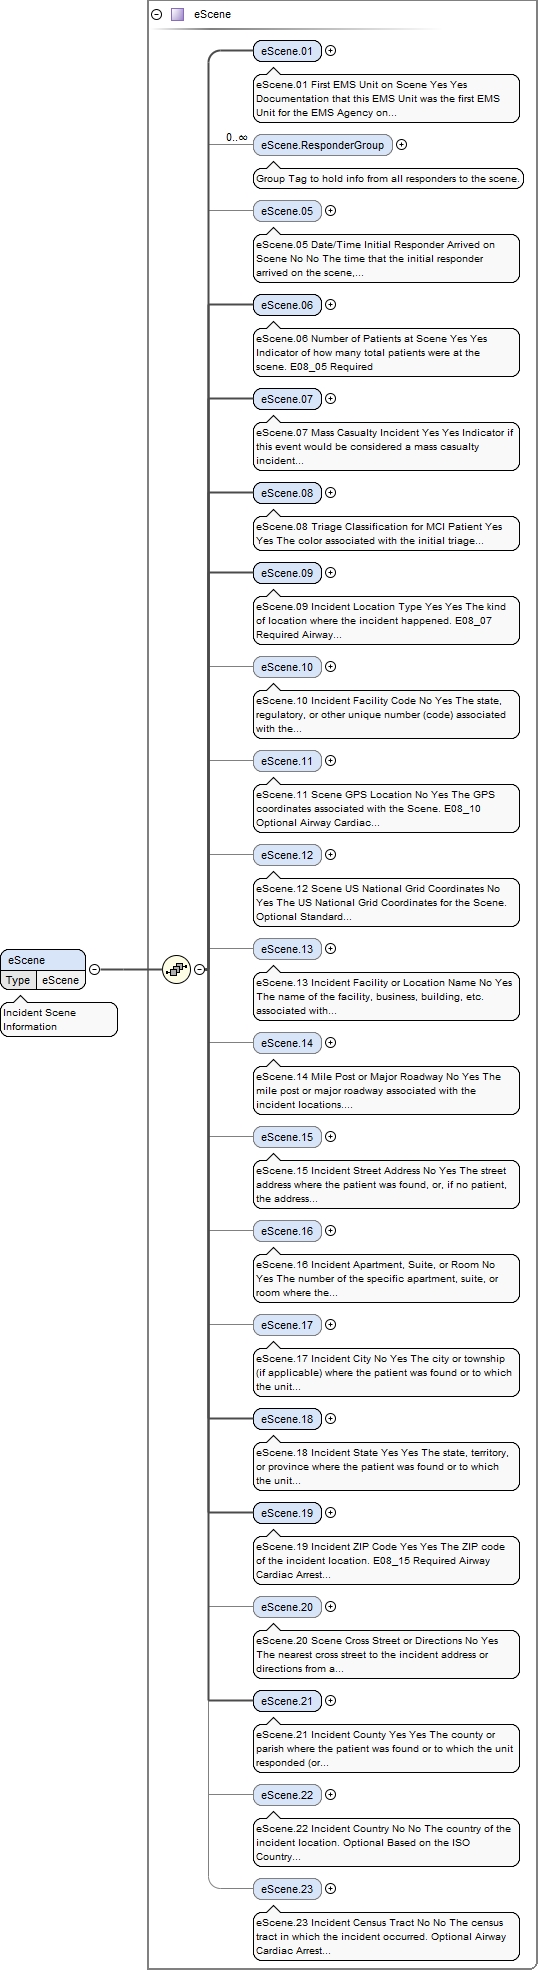 eScene
eScene.01
eScene.01 First EMS Unit on Scene Yes Yes
Documentation that this EMS Unit was the first EMS
Unit for the EMS Agency on...
0..∞
eScene.ResponderGroup
Group Tag to hold info from all responders to the scene.
eScene.05
eScene.05 Date/Time Initial Responder Arrived on
Scene No No The time that the initial responder
arrived on the scene,...
eScene.06
eScene.06 Number of Patients at Scene Yes Yes
Indicator of how many total patients were at the
scene. E08_05 Required
eScene.07
eScene.07 Mass Casualty Incident Yes Yes Indicator if
this event would be considered a mass casualty
incident...
eScene.08
eScene.08 Triage Classification for MCI Patient Yes
Yes The color associated with the initial triage...
eScene.09
eScene.09 Incident Location Type Yes Yes The kind
of location where the incident happened. E08_07
Required Airway...
eScene.10
eScene.10 Incident Facility Code No Yes The state,
regulatory, or other unique number (code) associated
with the...
eScene.11
eScene.11 Scene GPS Location No Yes The GPS
coordinates associated with the Scene. E08_10
Optional Airway Cardiac...
eScene.12
eScene.12 Scene US National Grid Coordinates No
Yes The US National Grid Coordinates for the Scene.
Optional Standard...
eScene
Type eScene
Incident Scene
Information
eScene.13
eScene.13 Incident Facility or Location Name No Yes
The name of the facility, business, building, etc.
associated with...
eScene.14
eScene.14 Mile Post or Major Roadway No Yes The
mile post or major roadway associated with the
incident locations....
eScene.15
eScene.15 Incident Street Address No Yes The street
address where the patient was found, or, if no patient,
the address...
eScene.16
eScene.16 Incident Apartment, Suite, or Room No
Yes The number of the specific apartment, suite, or
room where the...
eScene.17
eScene.17 Incident City No Yes The city or township
(if applicable) where the patient was found or to which
the unit...
eScene.18
eScene.18 Incident State Yes Yes The state, territory,
or province where the patient was found or to which
the unit...
eScene.19
eScene.19 Incident ZIP Code Yes Yes The ZIP code
of the incident location. E08_15 Required Airway
Cardiac Arrest...
eScene.20
eScene.20 Scene Cross Street or Directions No Yes
The nearest cross street to the incident address or
directions from a...
eScene.21
eScene.21 Incident County Yes Yes The county or
parish where the patient was found or to which the unit
responded (or...
eScene.22
eScene.22 Incident Country No No The country of the
incident location. Optional Based on the ISO
Country...
eScene.23
eScene.23 Incident Census Tract No No The census
tract in which the incident occurred. Optional Airway
Cardiac Arrest...